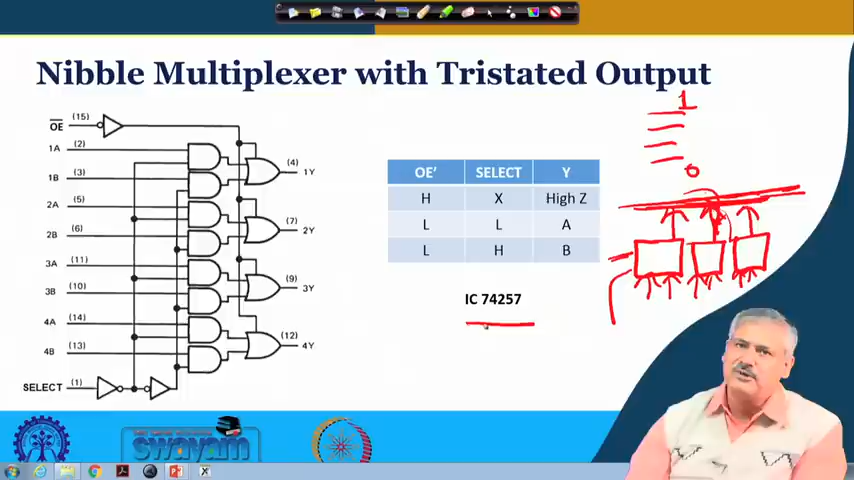 Nibble Multiplexer with Tristated Output
OE (15)
1A (2)
1B (3)
2A (5)
2B (6)
3A (11)
3B (10)
4A (14)
4B (13)
SELECT (1)
(4) 1Y
(7) 2Y
(9) 3Y
(12) 4Y
OE' SELECT Y
H X High Z
L L A
L H B
IC 74257
1
0
swayam